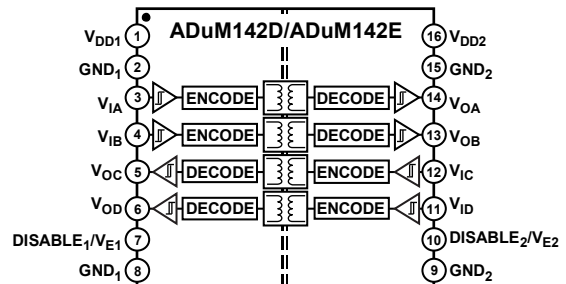 ADuM142D/ADuM142E
VDD1 1 16 VDD2
GND1 2 15 GND2
VIA 3 ENCODE DECODE 14 VOA
VIB 4 ENCODE DECODE 13 VOB
VOC 5 DECODE ENCODE 12 VIC
VOD 6 DECODE ENCODE 11 VID
DISABLE1/VE1 7 10 DISABLE2/VE2
GND1 8 9 GND2